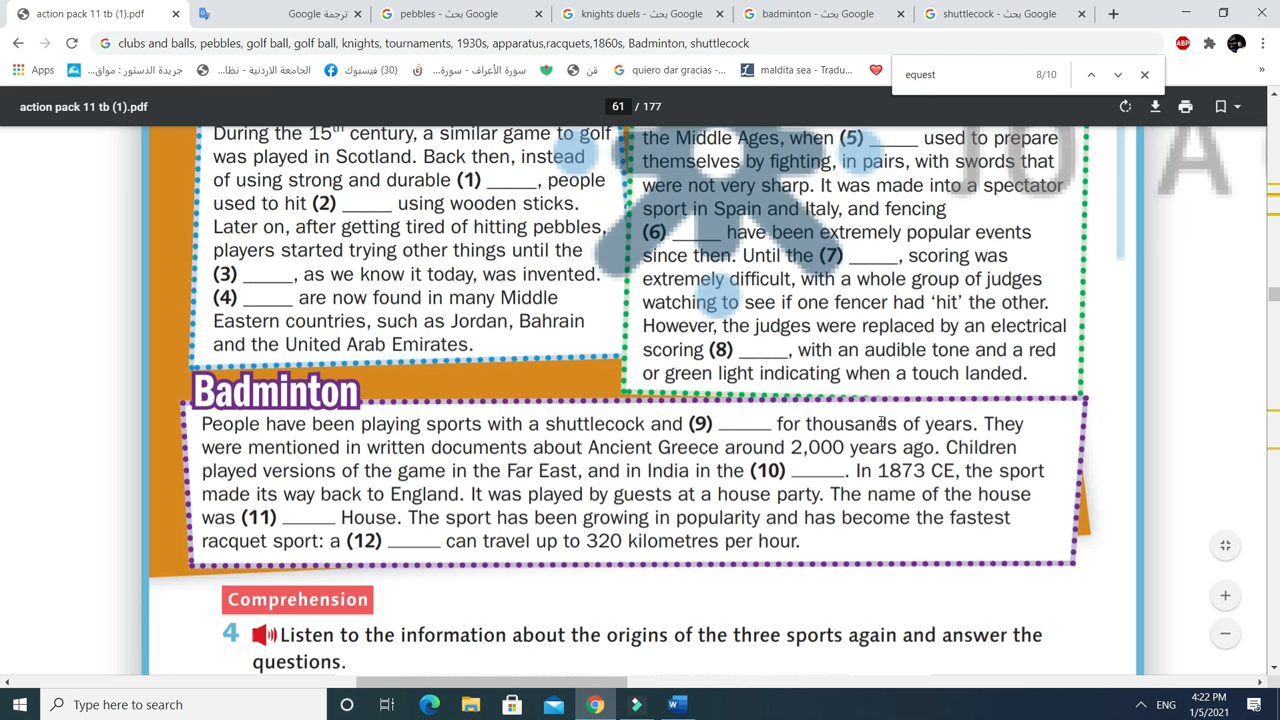 action pack 11 tb (1).pdf
ترجمة Google
pebbles - بحث Google
knights duels - بحث Google
badminton - بحث Google
shuttlecock - بحث Google
clubs and balls, pebbles, golf ball, golf ball, knights, tournaments, 1930s apparatus,racquets,1860s, Badminton, shuttlecock
ABP
Apps
جريدة الدستور : مواق...
الجامعة الاردنية - نظا...
(30) فيسبوك
سورة الأعراف - سورة...
قن
quiero dar gracias -...
maldita sea - Tradu...
equest
8/10
action pack 11 tb (1).pdf
61 / 177
During the 15th century, a similar game to golf
was played in Scotland. Back then, instead
of using strong and durable (1) _____, people
used to hit (2) _____ using wooden sticks.
Later on, after getting tired of hitting pebbles,
players started trying other things until the
(3) _____, as we know it today, was invented.
(4) _____ are now found in many Middle
Eastern countries, such as Jordan, Bahrain
and the United Arab Emirates.
the Middle Ages, when (5) _____ used to prepare
themselves by fighting, in pairs, with swords that
were not very sharp. It was made into a spectator
sport in Spain and Italy, and fencing
(6) _____ have been extremely popular events
since then. Until the (7) _____, scoring was
extremely difficult, with a whole group of judges
watching to see if one fencer had ‘hit’ the other.
However, the judges were replaced by an electrical
scoring (8) _____, with an audible tone and a red
or green light indicating when a touch landed.
Badminton
People have been playing sports with a shuttlecock and (9) _____ for thousands of years. They
were mentioned in written documents about Ancient Greece around 2,000 years ago. Children
played versions of the game in the Far East, and in India in the (10) _____. In 1873 CE, the sport
made its way back to England. It was played by guests at a house party. The name of the house
was (11) _____ House. The sport has been growing in popularity and has become the fastest
racquet sport: a (12) _____ can travel up to 320 kilometres per hour.
Comprehension
4 Listen to the information about the origins of the three sports again and answer the
questions.
Type here to search
ENG
4:22 PM
1/5/2021